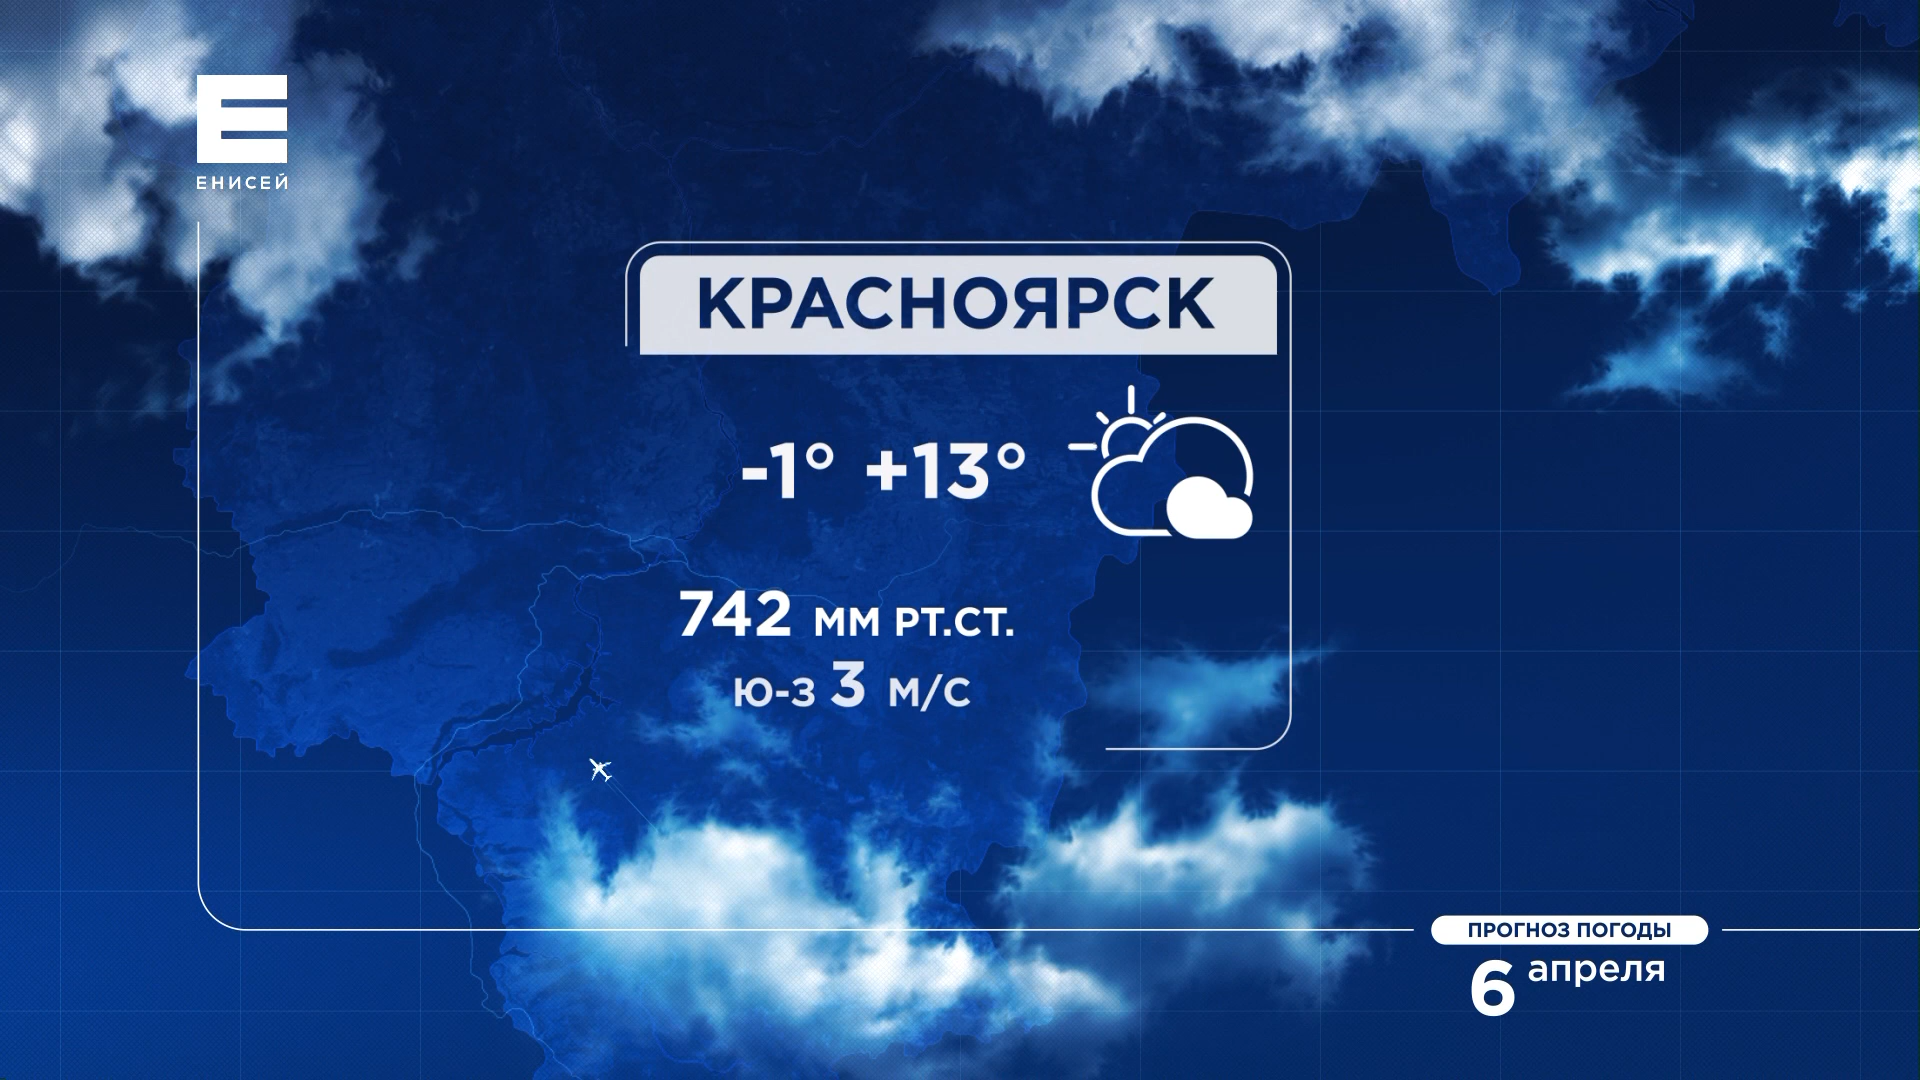 ЕНИСЕЙ
КРАСНОЯРСК
-1° +13°
742 ММ РТ.СТ.
Ю-З 3 М/С
ПРОГНОЗ ПОГОДЫ
6 апреля